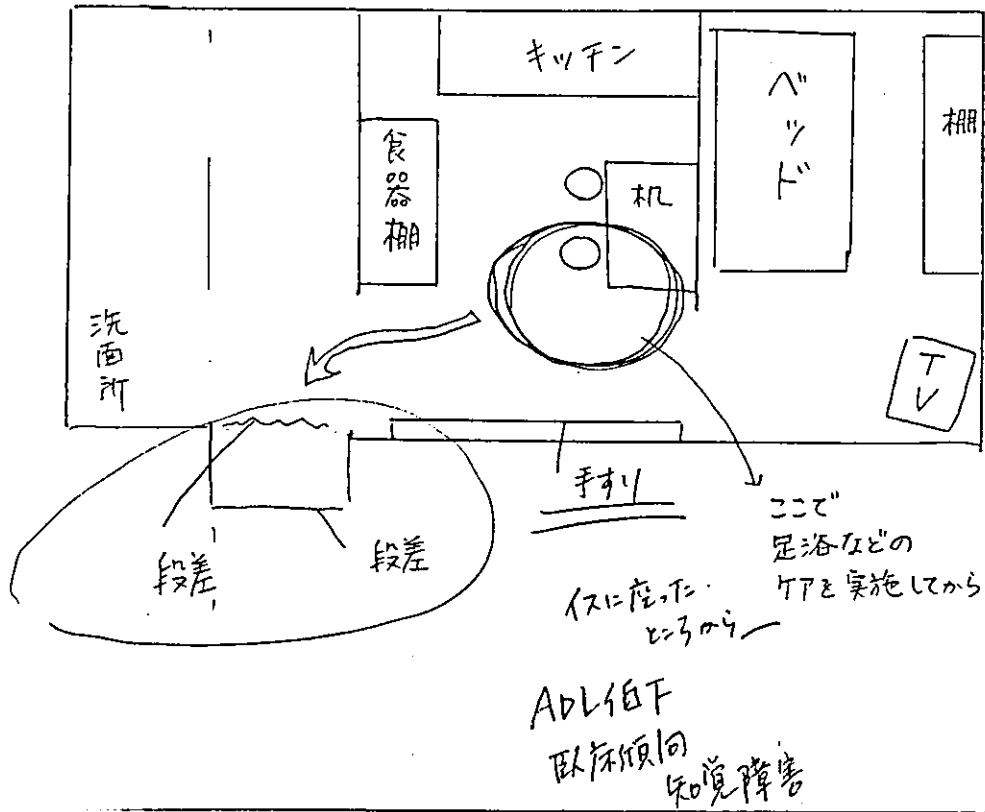 キッチン
ベッド
棚
食器棚
机
洗面所
TV
手すり
段差
段差
ここで
足浴などの
ケアを実施してから
イスに座った
ところから
ADL低下
臥床傾向
知覚障害